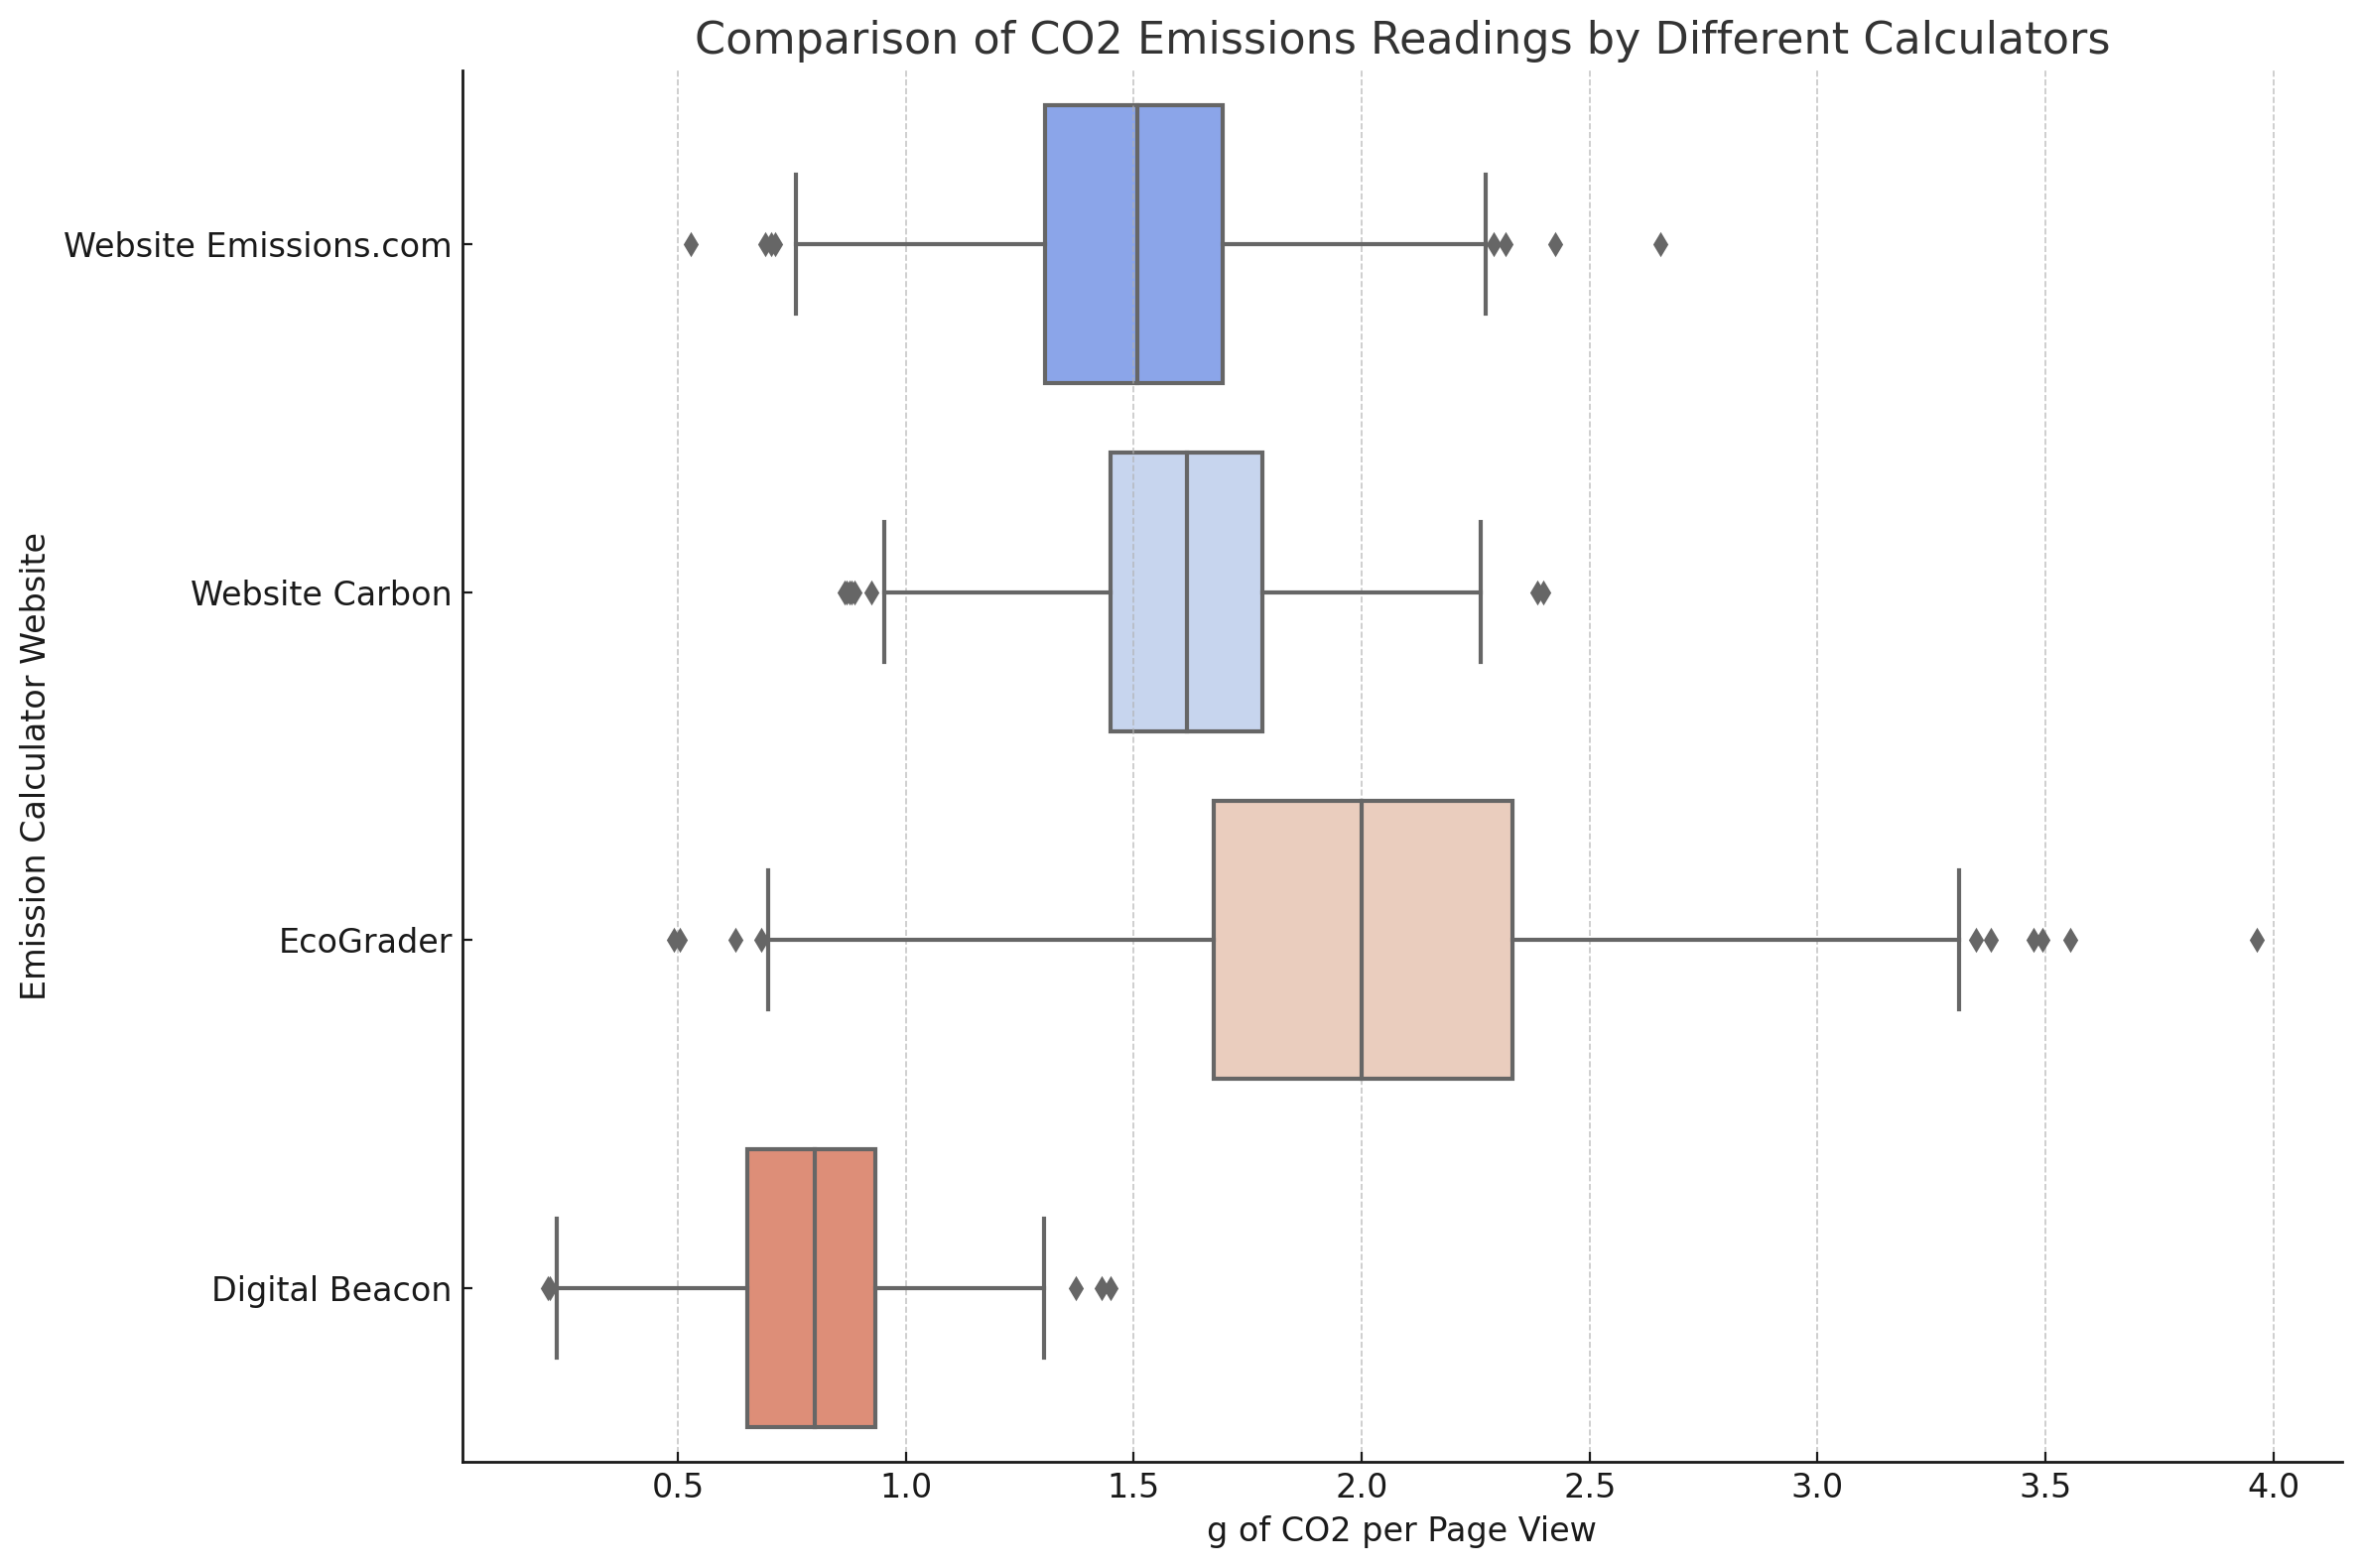 Comparison of CO2 Emissions Readings by Different Calculators
Emission Calculator Website
Website Emissions.com
Website Carbon
EcoGrader
Digital Beacon
0.5 1.0 1.5 2.0 2.5 3.0 3.5 4.0
g of CO2 per Page View